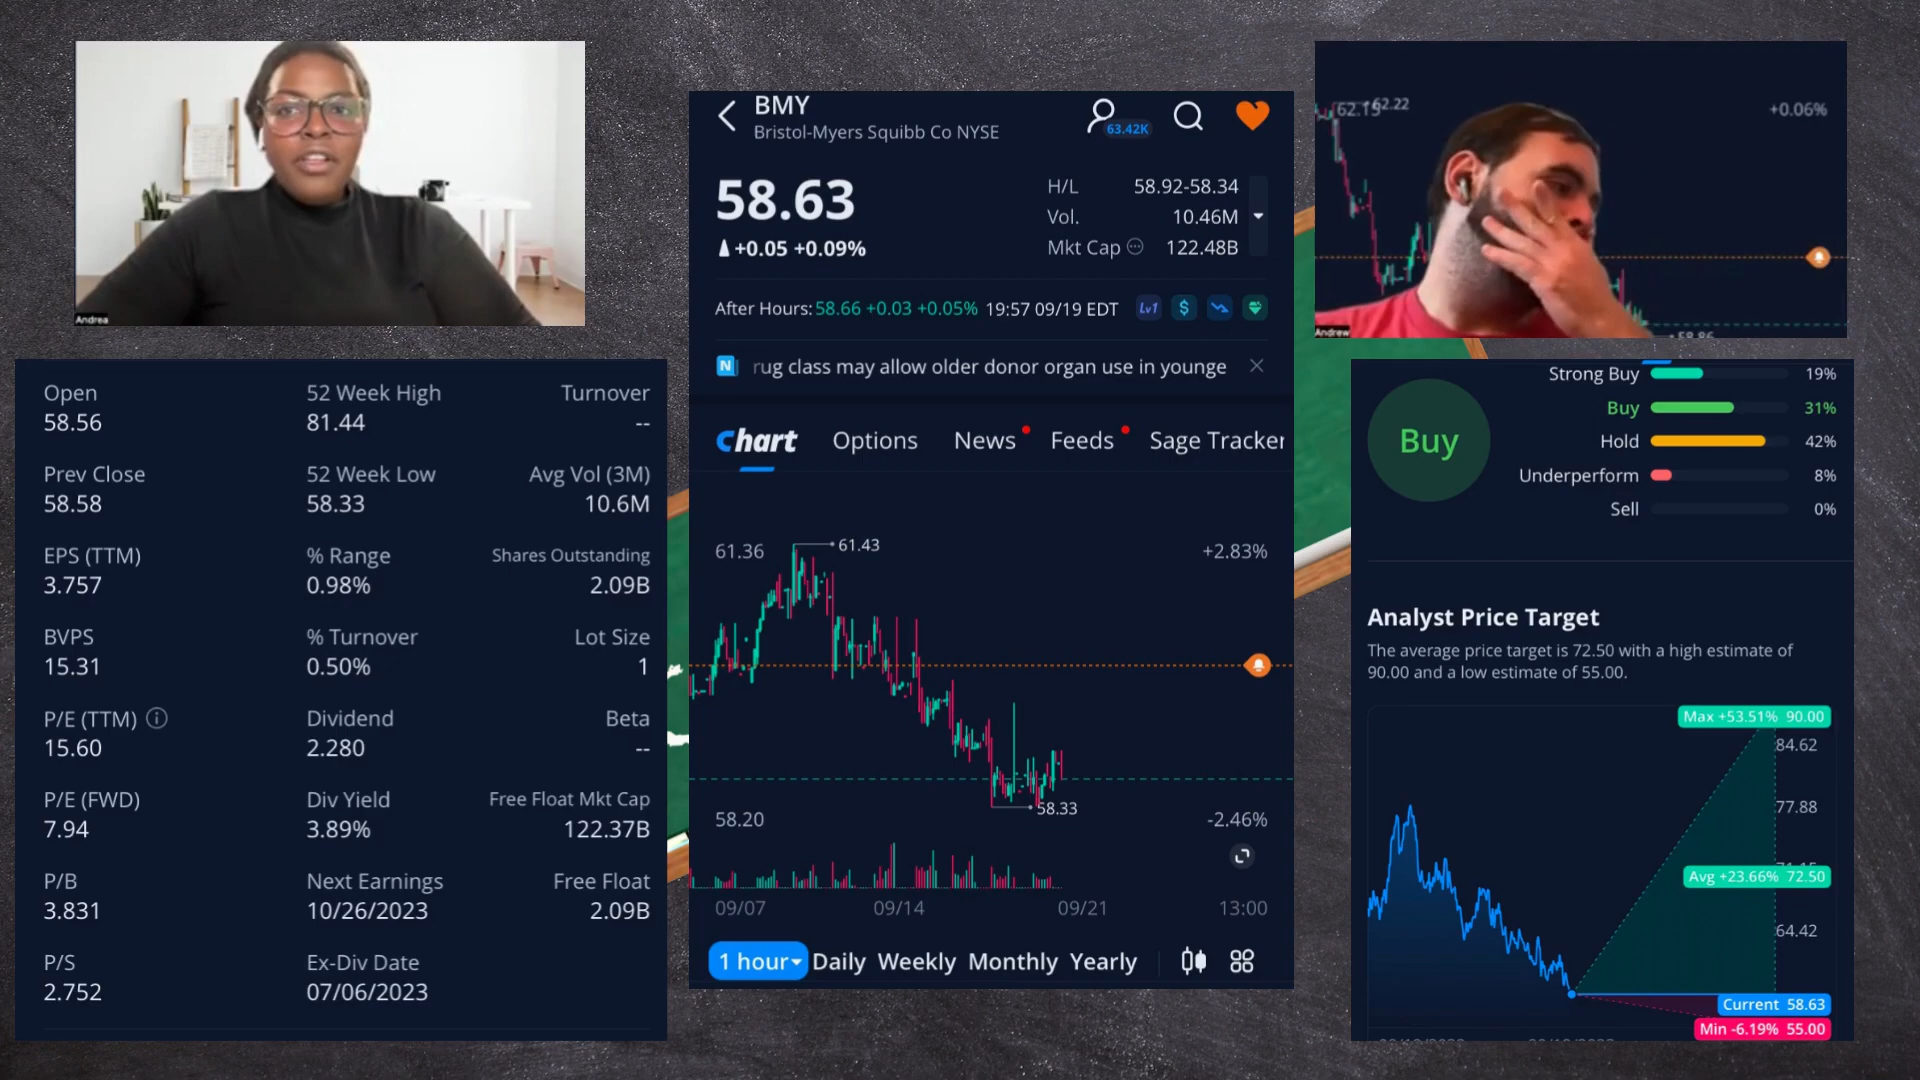 Andrea
Open 52 Week High Turnover
58.56 81.44 --
Prev Close 52 Week Low Avg Vol (3M)
58.58 58.33 10.6M
EPS (TTM) % Range Shares Outstanding
3.757 0.98% 2.09B
BVPS % Turnover Lot Size
15.31 0.50% 1
P/E (TTM) Dividend Beta
15.60 2.280 --
P/E (FWD) Div Yield Free Float Mkt Cap
7.94 3.89% 122.37B
P/B Next Earnings Free Float
3.831 10/26/2023 2.09B
P/S Ex-Div Date
2.752 07/06/2023
BMY
Bristol-Myers Squibb Co NYSE
63.42K
58.63
+0.05 +0.09%
H/L 58.92-58.34
Vol. 10.46M
Mkt Cap 122.48B
After Hours: 58.66 +0.03 +0.05% 19:57 09/19 EDT Lv1 $
N rug class may allow older donor organ use in younge
Chart Options News Feeds Sage Tracker
61.36 61.43 +2.83%
58.33
58.20 -2.46%
09/07 09/14 09/21 13:00
1 hour Daily Weekly Monthly Yearly
62.15 62.22 +0.06%
58.86
Andrew
Buy
Strong Buy 19%
Buy 31%
Hold 42%
Underperform 8%
Sell 0%
Analyst Price Target
The average price target is 72.50 with a high estimate of
90.00 and a low estimate of 55.00.
Max +53.51% 90.00
84.62
77.88
Avg +23.66% 72.50
64.42
Current 58.63
Min -6.19% 55.00